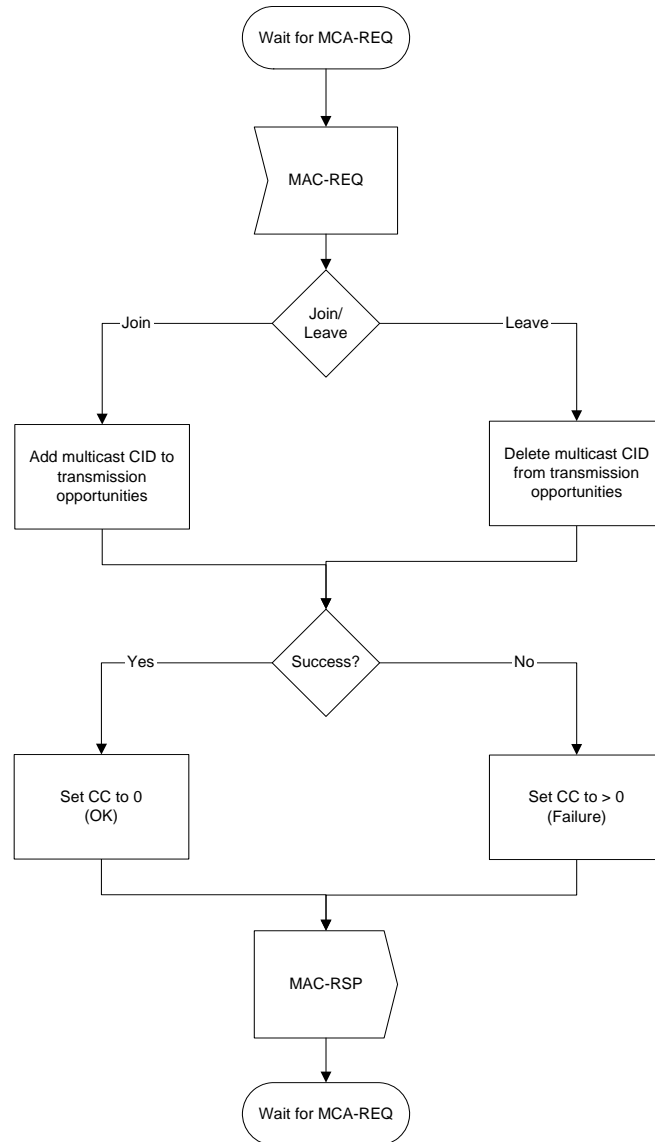 Wait for MCA-REQ
MAC-REQ
Join/
Leave
Join
Leave
Add multicast CID to
transmission
opportunities
Delete multicast CID
from transmission
opportunities
Success?
Yes
No
Set CC to 0
(OK)
Set CC to > 0
(Failure)
MAC-RSP
Wait for MCA-REQ